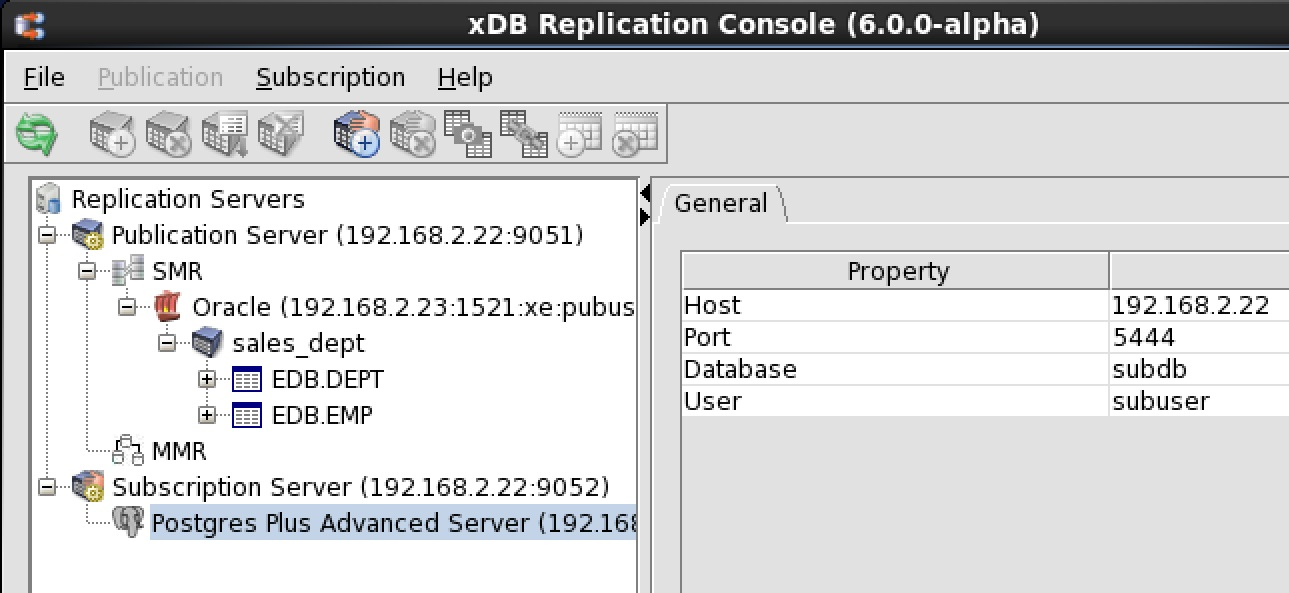 xDB Replication Console (6.0.0-alpha)
File Publication Subscription Help
Replication Servers
Publication Server (192.168.2.22:9051)
SMR
Oracle (192.168.2.23:1521:xe:pubus
sales_dept
EDB.DEPT
EDB.EMP
MMR
Subscription Server (192.168.2.22:9052)
Postgres Plus Advanced Server (192.168
General
Property
Host 192.168.2.22
Port 5444
Database subdb
User subuser